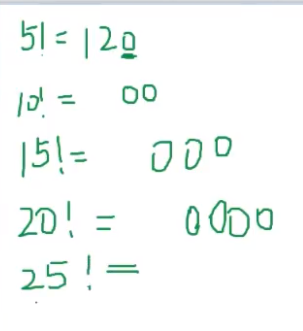 5! = 120
10! = 00
15! = 000
20! = 0000
25! =